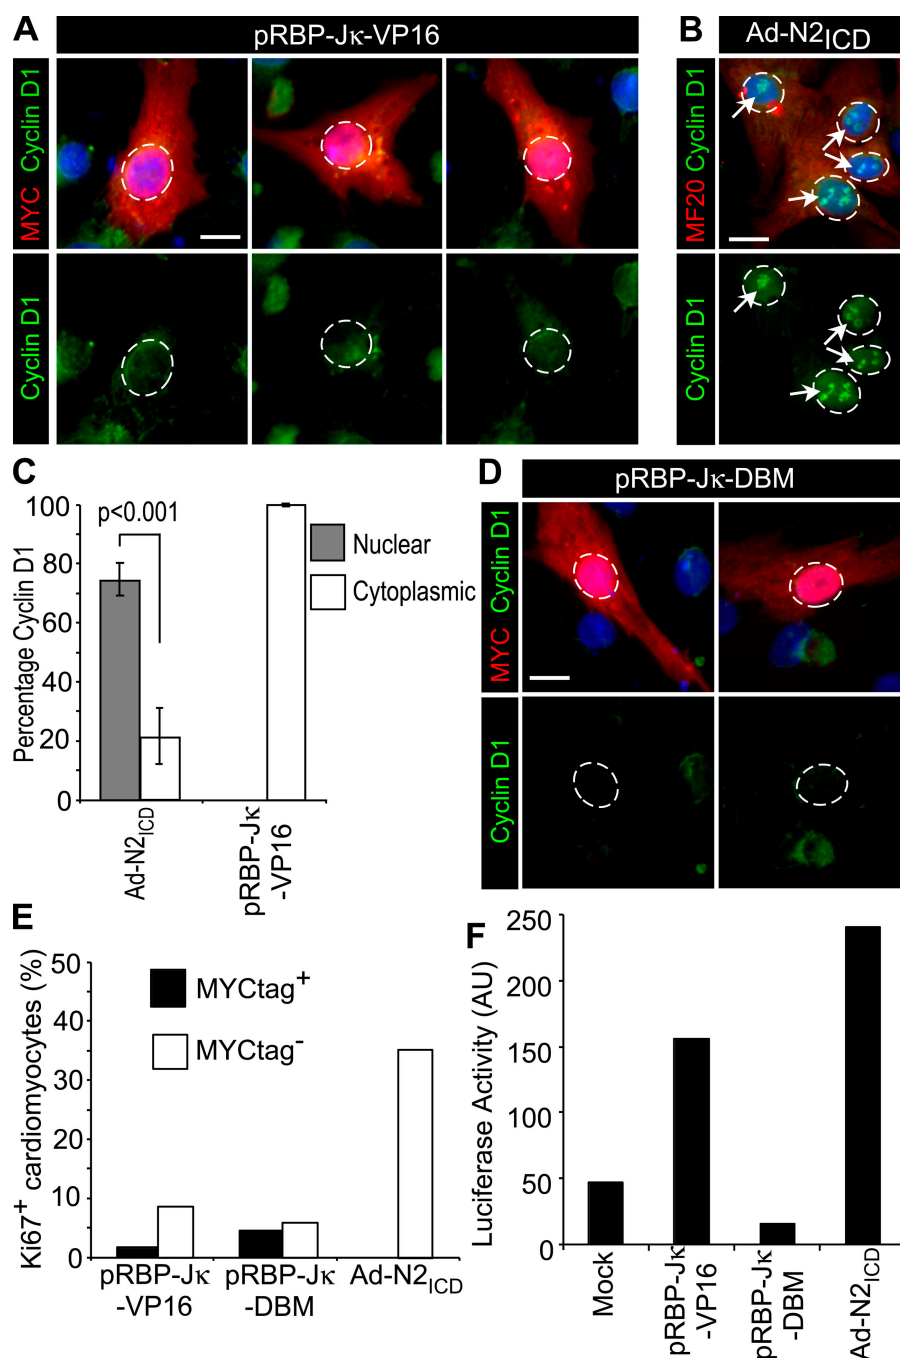 A
pRBP-Jκ-VP16
MYC Cyclin D1
Cyclin D1
B
Ad-N2ICD
MF20 Cyclin D1
Cyclin D1
C
Percentage Cyclin D1
100
80
60
40
20
0
p<0.001
Nuclear
Cytoplasmic
Ad-N2ICD
pRBP-Jκ
-VP16
D
pRBP-Jκ-DBM
MYC Cyclin D1
Cyclin D1
E
Ki67+ cardiomyocytes (%)
50
40
30
20
10
0
MYCtag+
MYCtag-
pRBP-Jκ
-VP16
pRBP-Jκ
-DBM
Ad-N2ICD
F
Luciferase Activity (AU)
250
200
150
100
50
0
Mock
pRBP-Jκ
-VP16
pRBP-Jκ
-DBM
Ad-N2ICD